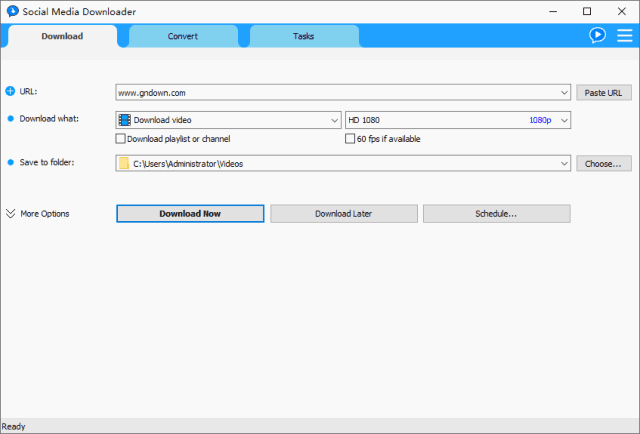 Social Media Downloader
Download Convert Tasks
URL: www.gndown.com Paste URL
Download what: Download video HD 1080 1080p
Download playlist or channel 60 fps if available
Save to folder: C:\Users\Administrator\Videos Choose...
More Options Download Now Download Later Schedule...
Ready